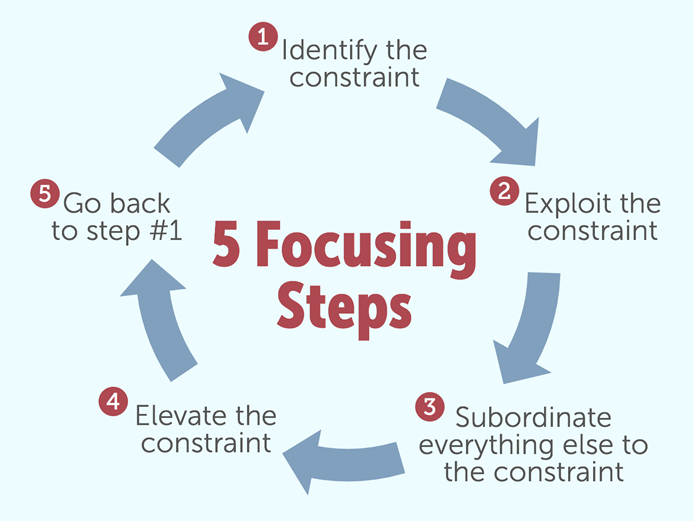 1 Identify the
constraint
2 Exploit the
constraint
3 Subordinate
everything else to
the constraint
4 Elevate the
constraint
5 Go back
to step #1
5 Focusing
Steps